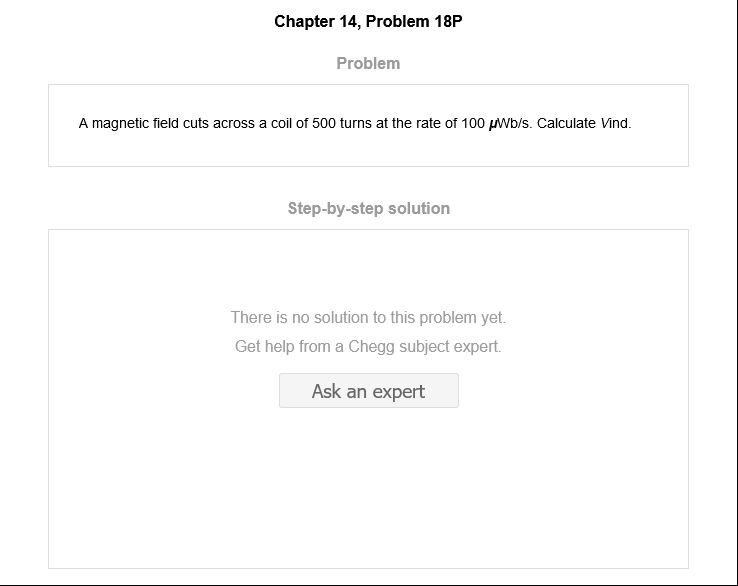 Chapter 14, Problem 18P
Problem
A magnetic field cuts across a coil of 500 turns at the rate of 100 μWb/s. Calculate Vind.
Step-by-step solution
There is no solution to this problem yet.
Get help from a Chegg subject expert.
Ask an expert